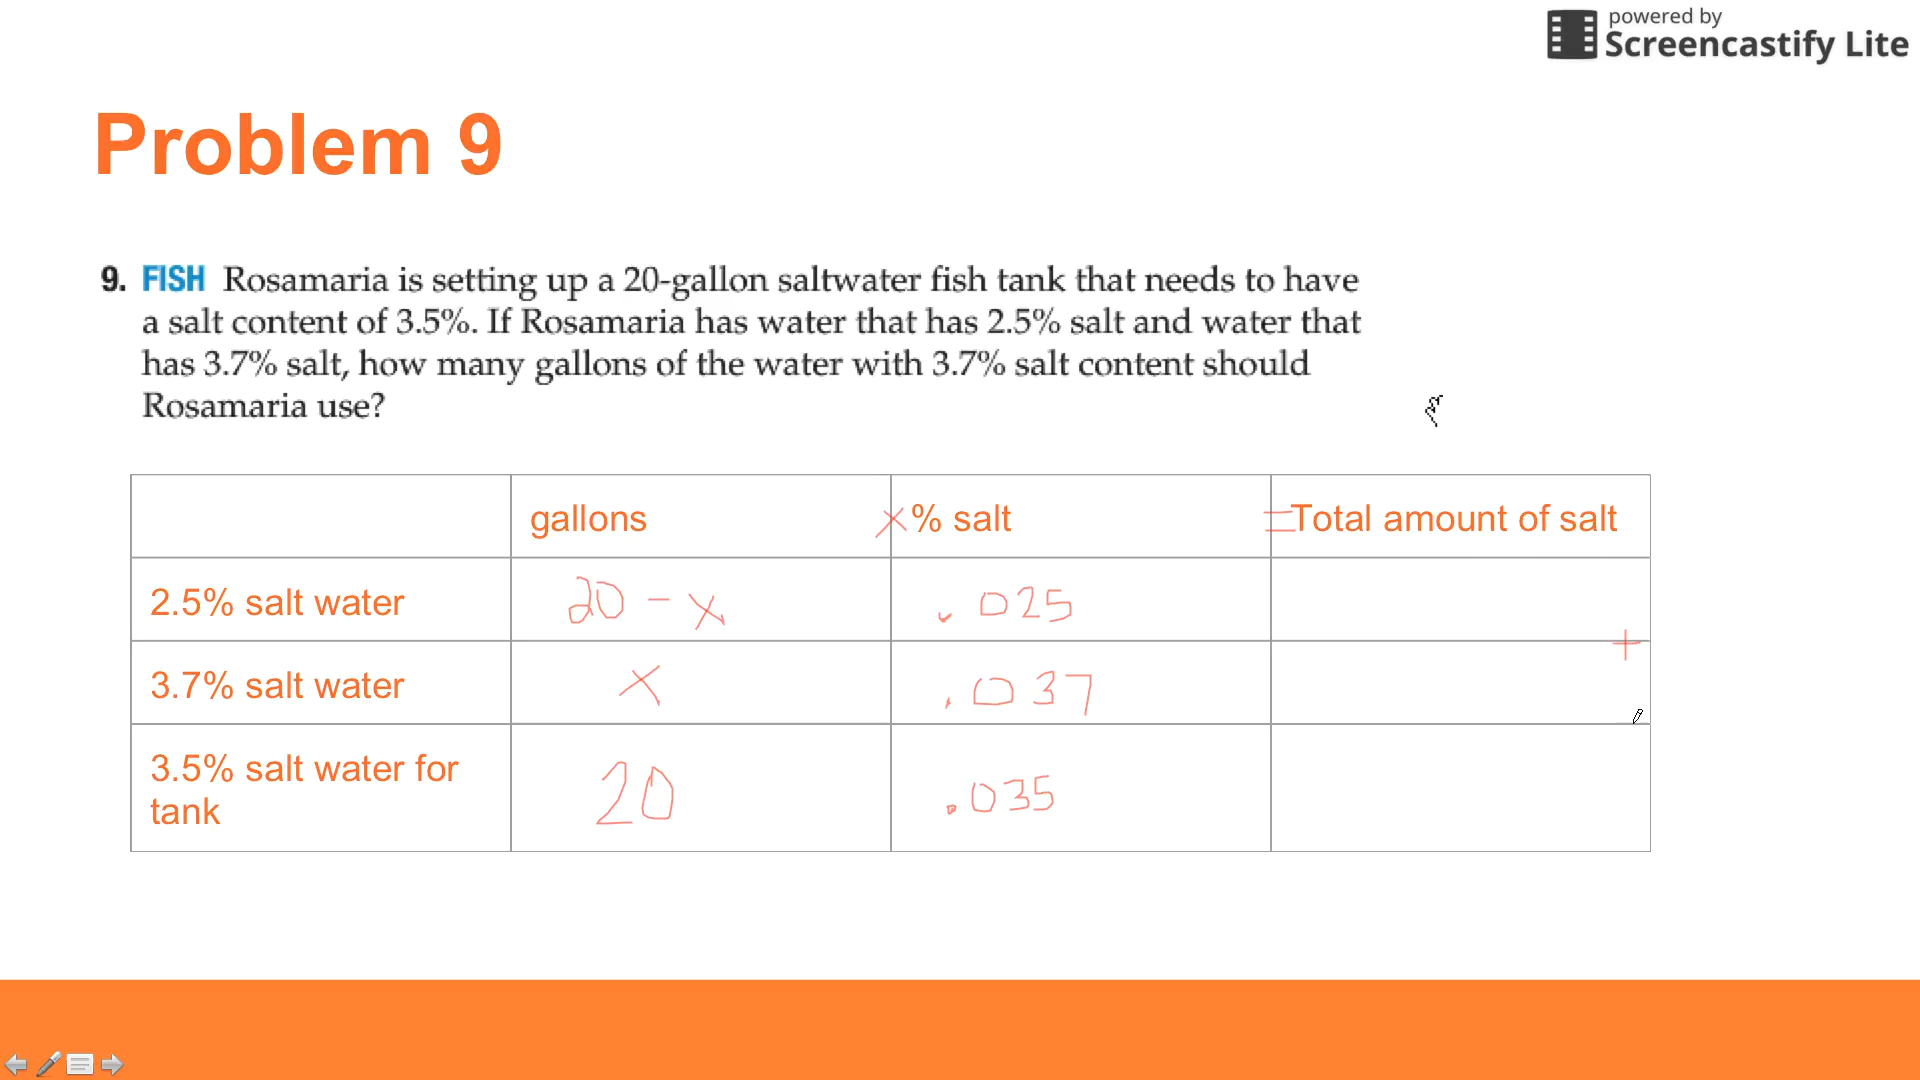 powered by
Screencastify Lite
Problem 9
9. FISH Rosamaria is setting up a 20-gallon saltwater fish tank that needs to have
a salt content of 3.5%. If Rosamaria has water that has 2.5% salt and water that
has 3.7% salt, how many gallons of the water with 3.7% salt content should
Rosamaria use?
gallons × % salt = Total amount of salt
2.5% salt water 20 - x .025
+
3.7% salt water x .037
3.5% salt water for
tank 20 .035